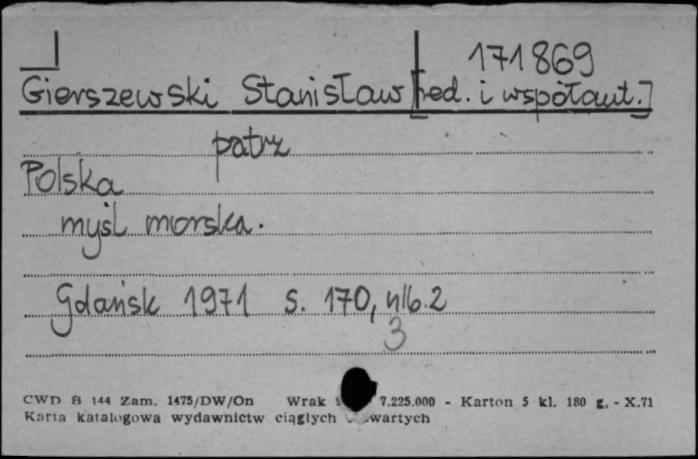 171869
Gierszewski Stanisław [red. i współaut.]
patrz
Polska
myśl morska.
Gdańsk 1971 s. 170, nlb. 2
3
CWD B 144 Zam. 1475/DW/On Wrak 7.225.000 - Karton 5 kl. 180 g. - X.71
Karta katalogowa wydawnictw ciągłych